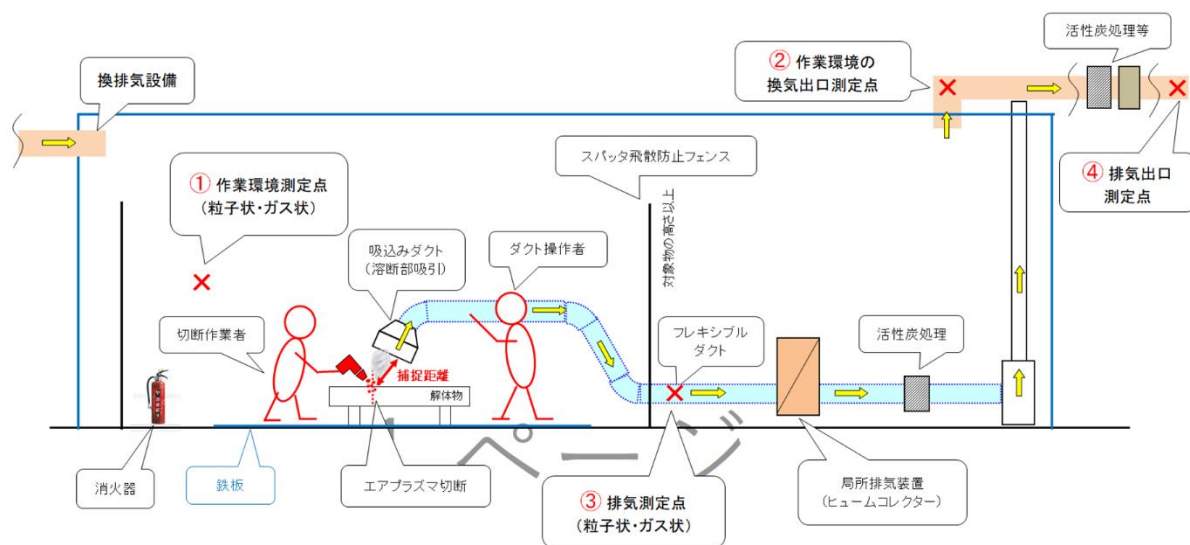 活性炭処理等
換排気設備
② 作業環境の
換気出口測定点
スパッタ飛散防止フェンス
④ 排気出口
測定点
① 作業環境測定点
(粒子状・ガス状)
対象物の高さ以上
吸込みダクト
(溶断部吸引)
ダクト操作者
切断作業者
フレキシブル
ダクト
活性炭処理
捕捉距離
解体物
ページ
消火器
鉄板
エアプラズマ切断
③ 排気測定点
(粒子状・ガス状)
局所排気装置
(ヒュームコレクター)